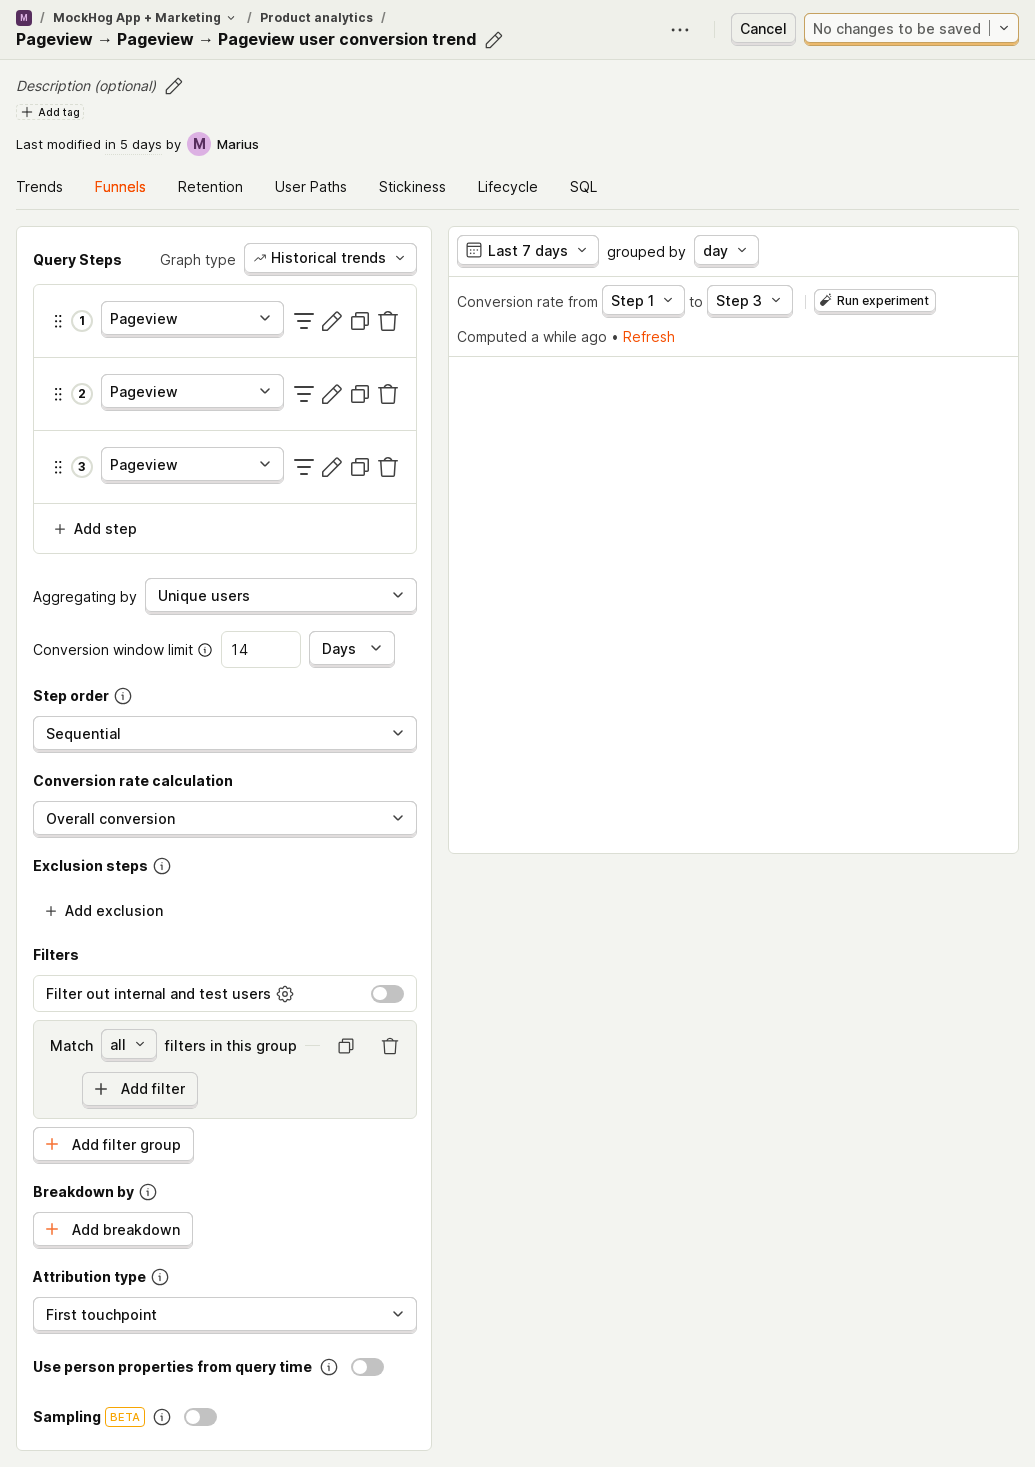 M / MockHog App + Marketing / Product analytics /
Pageview → Pageview → Pageview user conversion trend
Cancel
No changes to be saved
Description (optional)
Add tag
Last modified in 5 days by M Marius
Trends Funnels Retention User Paths Stickiness Lifecycle SQL
Query Steps Graph type Historical trends
1 Pageview
2 Pageview
3 Pageview
Add step
Aggregating by Unique users
Conversion window limit 14 Days
Step order
Sequential
Conversion rate calculation
Overall conversion
Exclusion steps
Add exclusion
Filters
Filter out internal and test users
Match all filters in this group
Add filter
Add filter group
Breakdown by
Add breakdown
Attribution type
First touchpoint
Use person properties from query time
Sampling BETA
Last 7 days grouped by day
Conversion rate from Step 1 to Step 3 Run experiment
Computed a while ago • Refresh